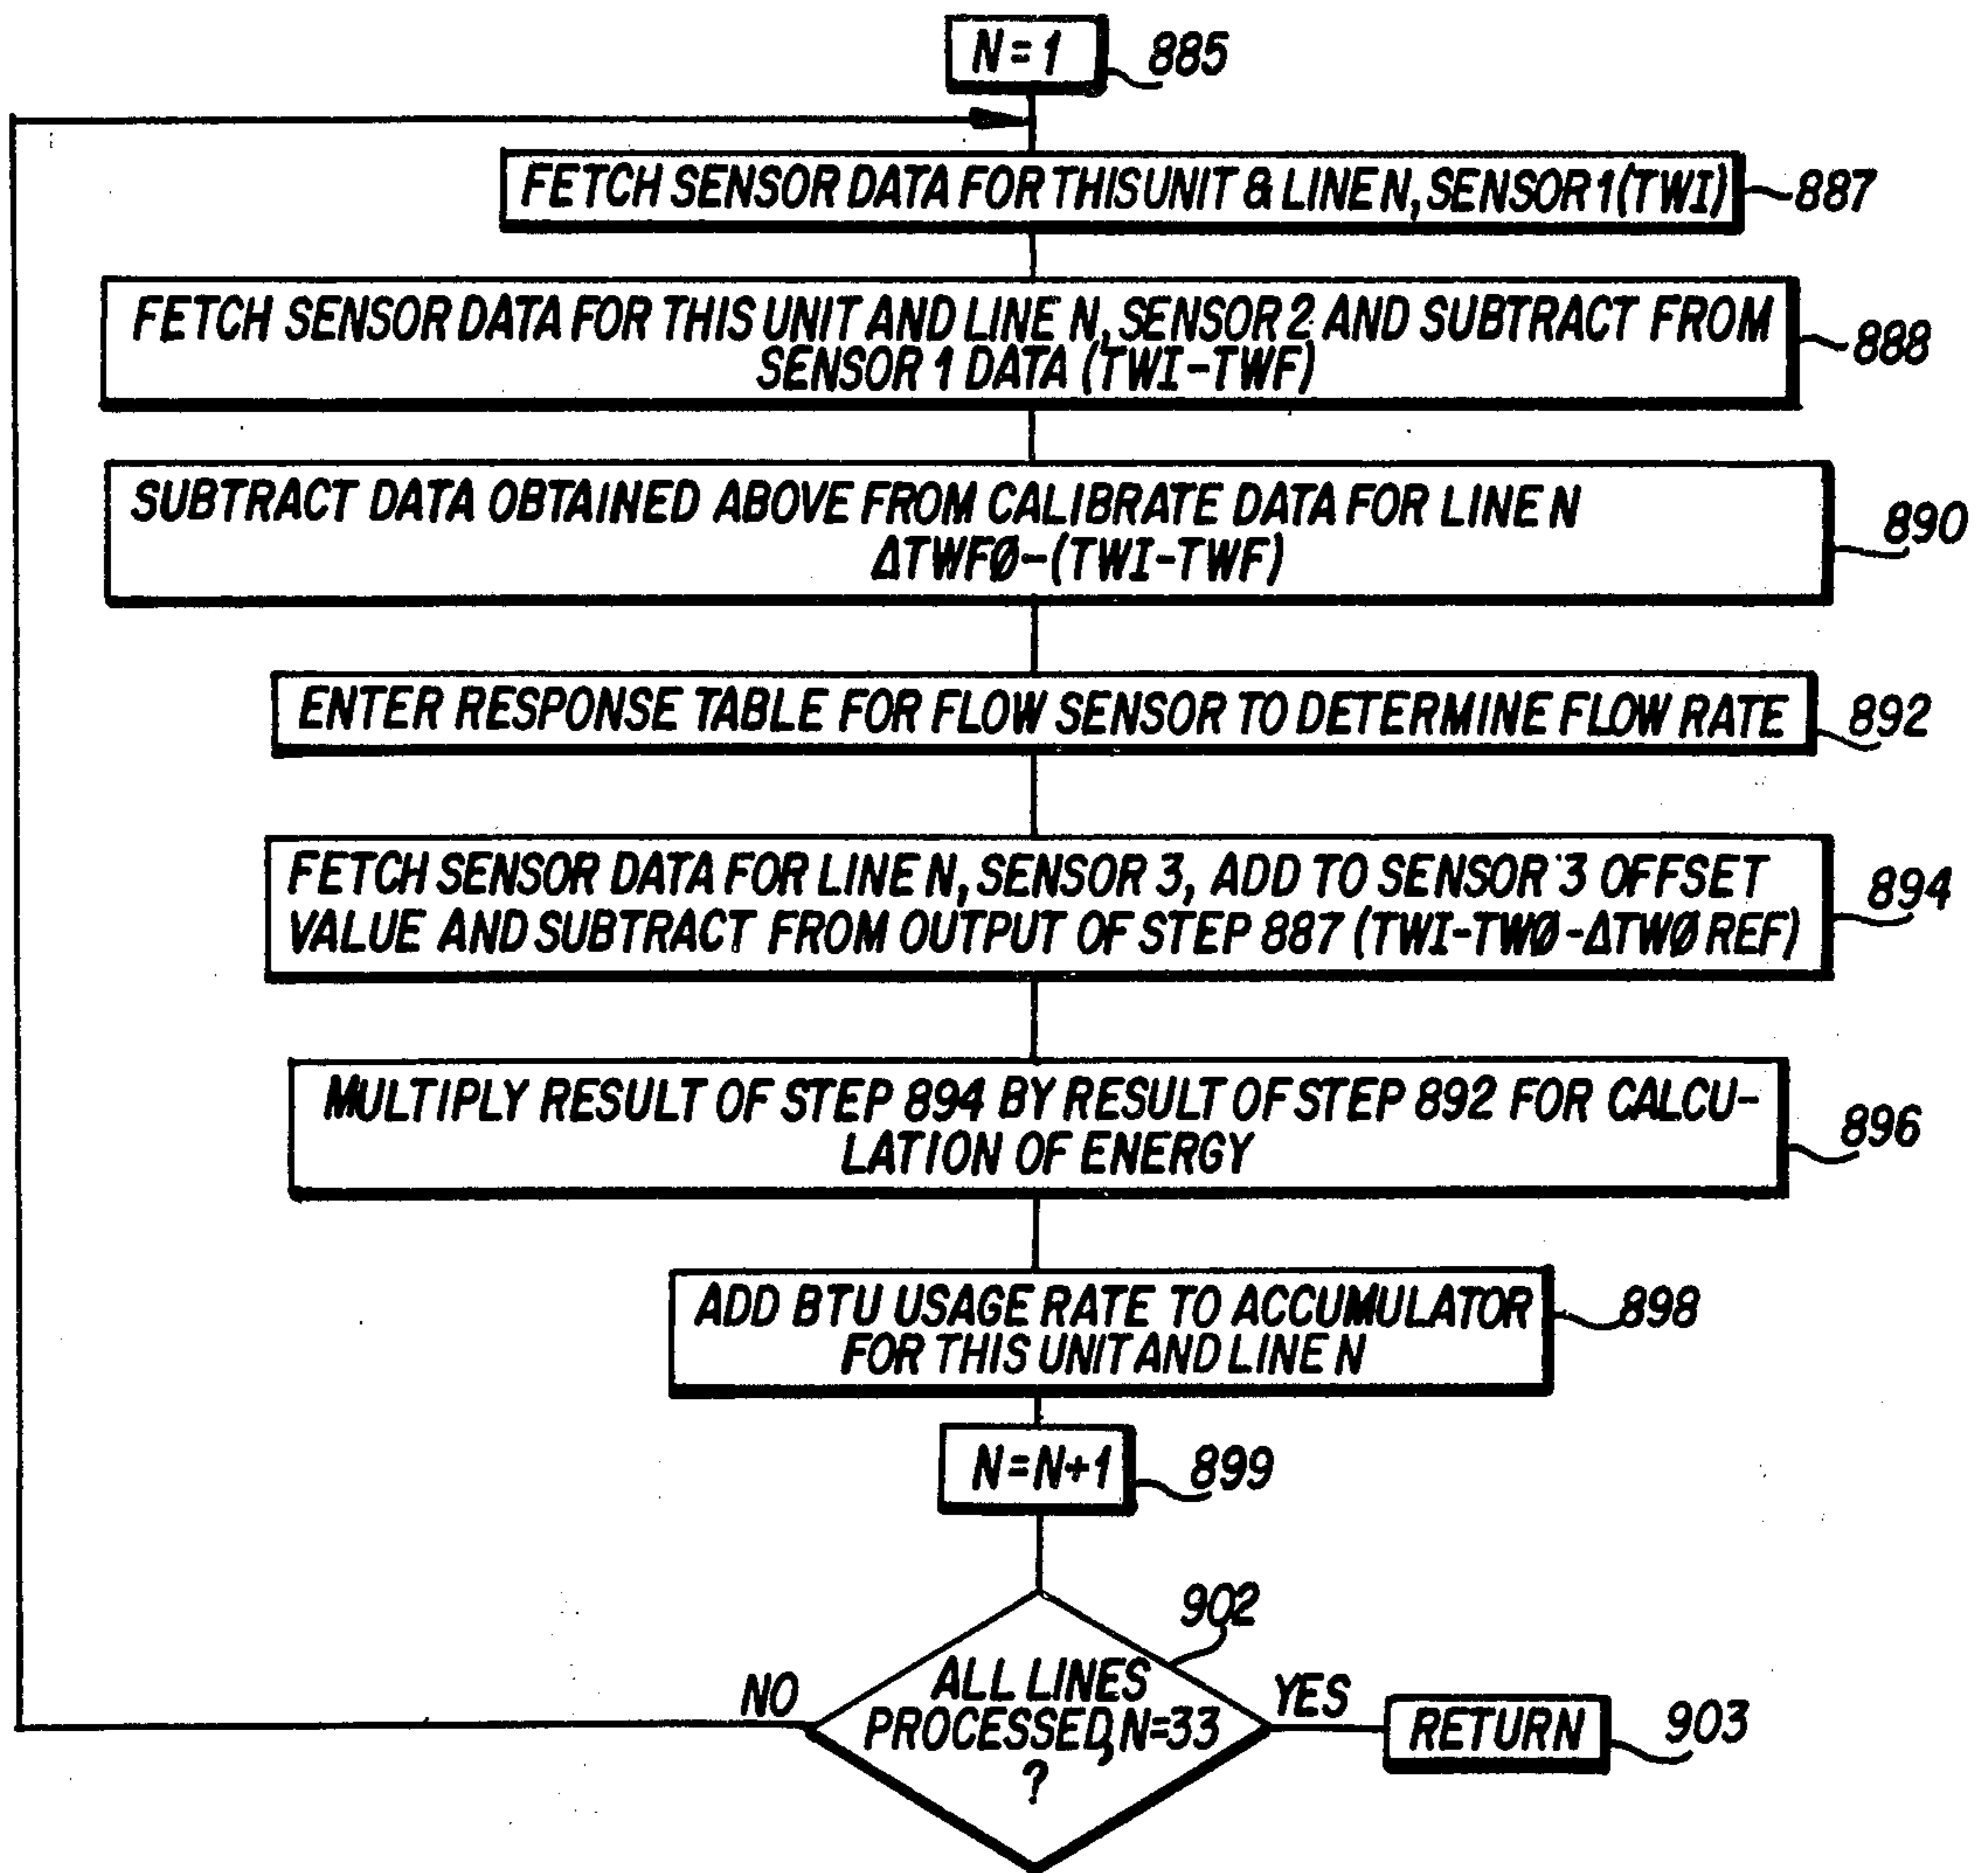 N=1
885
FETCH SENSOR DATA FOR THIS UNIT & LINE N, SENSOR 1 (TWI)
887
FETCH SENSOR DATA FOR THIS UNIT AND LINE N, SENSOR 2 AND SUBTRACT FROM
SENSOR 1 DATA (TWI-TWF)
888
SUBTRACT DATA OBTAINED ABOVE FROM CALIBRATE DATA FOR LINE N
ΔTWFØ-(TWI-TWF)
890
ENTER RESPONSE TABLE FOR FLOW SENSOR TO DETERMINE FLOW RATE
892
FETCH SENSOR DATA FOR LINE N, SENSOR 3, ADD TO SENSOR 3 OFFSET
VALUE AND SUBTRACT FROM OUTPUT OF STEP 887 (TWI-TWØ-ΔTWØ REF)
894
MULTIPLY RESULT OF STEP 894 BY RESULT OF STEP 892 FOR CALCU-
LATION OF ENERGY
896
ADD BTU USAGE RATE TO ACCUMULATOR
FOR THIS UNIT AND LINE N
898
N=N+1
899
902
ALL LINES
PROCESSED, N=33
?
NO
YES
RETURN
903